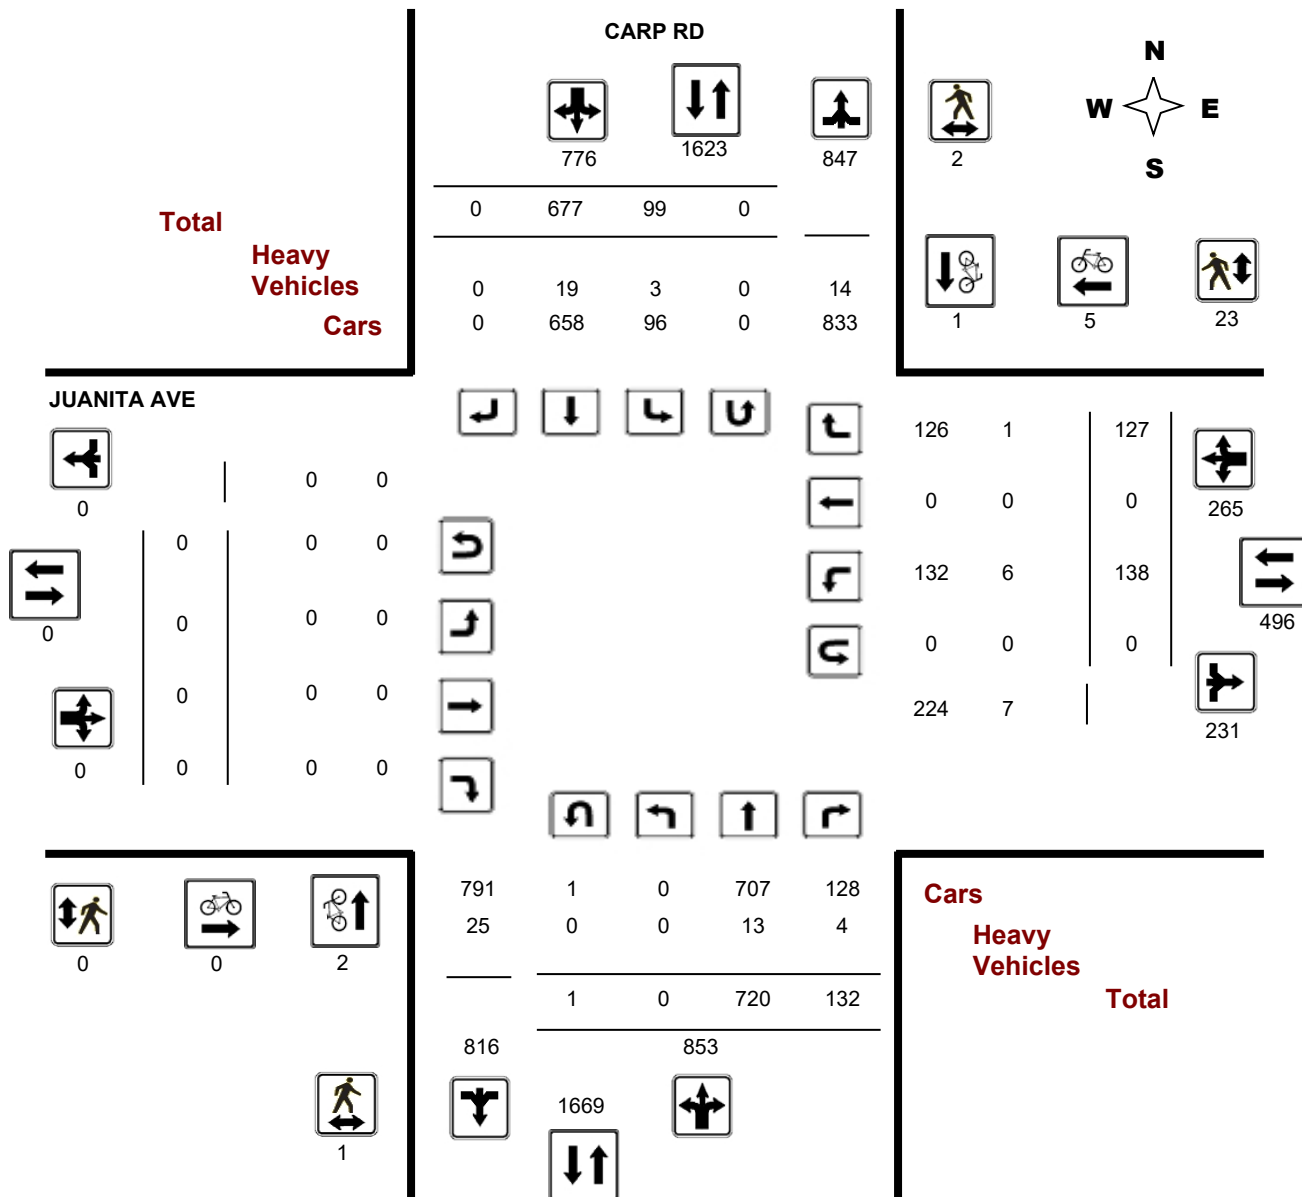 CARP RD
N
W E
S
776 1623 847 2
0 677 99 0
Total
Heavy
Vehicles 0 19 3 0 14
Cars 0 658 96 0 833
1 5 23
JUANITA AVE
126 1 127
0
0 0
0 0 0
265
0 0 0
132 6 138
0
496
0 0 0
0 0 0
0 0 0
224 7
231
0
0 0 0
791 1 0 707 128
25 0 0 13 4
Cars
Heavy
Vehicles
Total
0 0 2
1 0 720 132
816 853
1669
1